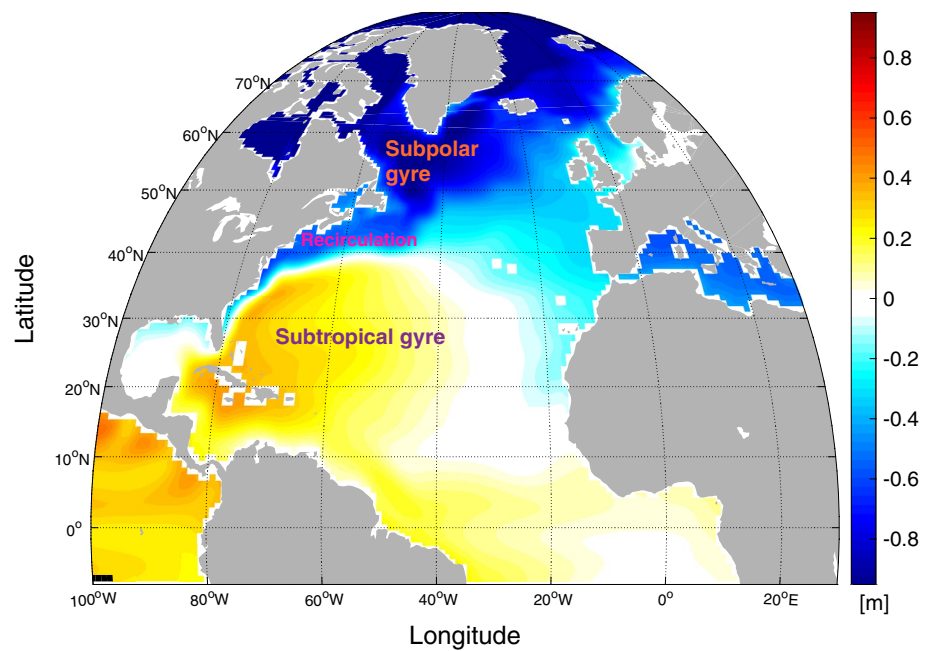 70°N
60°N
50°N
40°N
30°N
20°N
10°N
0°
Latitude
Subpolar
gyre
Recirculation
Subtropical gyre
100°W
80°W
60°W
40°W
20°W
0°
20°E
Longitude
0.8
0.6
0.4
0.2
0
-0.2
-0.4
-0.6
-0.8
[m]